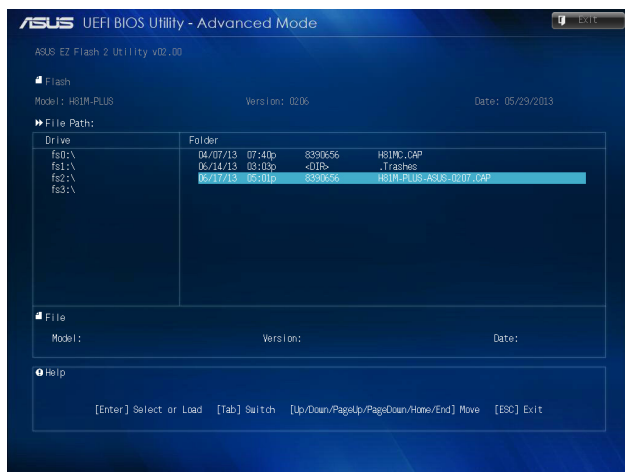 ASUS UEFI BIOS Utility - Advanced Mode
Exit
ASUS EZ Flash 2 Utility v02.00
Flash
Model: H81M-PLUS Version: 0206 Date: 05/29/2013
File Path:
Drive Folder
fs0:\ 04/07/13 07:40p 8390656 H81MC.CAP
fs1:\ 06/14/13 03:03p <DIR> .Trashes
fs2:\ 06/17/13 05:01p 8390656 H81M-PLUS-ASUS-0207.CAP
fs3:\
File
Model: Version: Date:
Help
[Enter] Select or Load [Tab] Switch [Up/Down/PageUp/PageDown/Home/End] Move [ESC] Exit